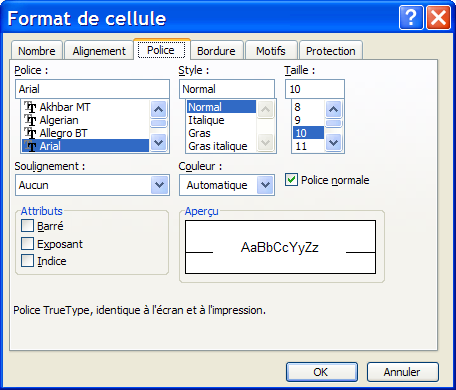 Format de cellule
Nombre Alignement Police Bordure Motifs Protection
Police : Style : Taille :
Arial Normal 10
Akhbar MT Normal 8
Algerian Italique 9
Allegro BT Gras 10
Arial Gras italique 11
Soulignement : Couleur :
Aucun Automatique Police normale
Attributs Aperçu
Barré
Exposant AaBbCcYyZz
Indice
Police TrueType, identique à l'écran et à l'impression.
OK Annuler